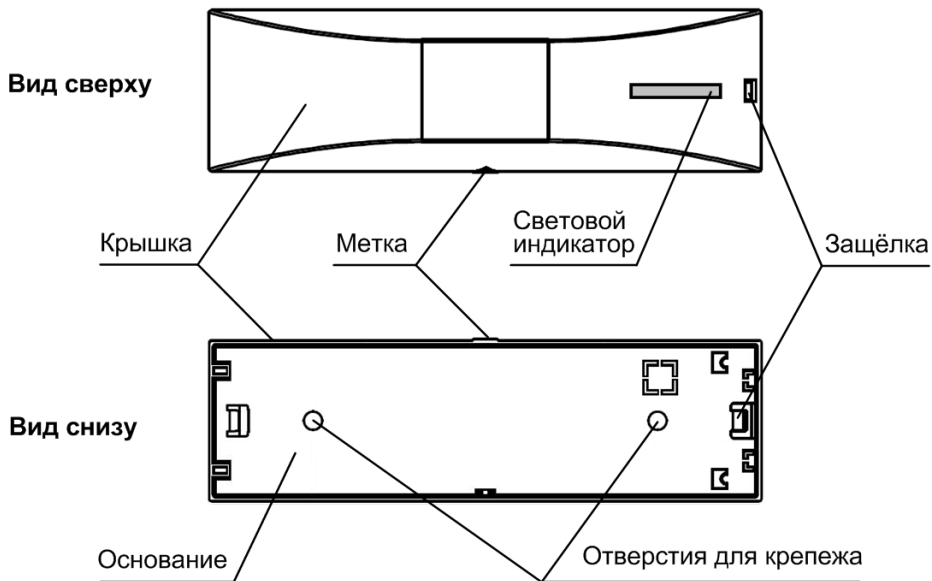 Вид сверху
Крышка
Метка
Световой
индикатор
Защёлка
Вид снизу
Основание
Отверстия для крепежа